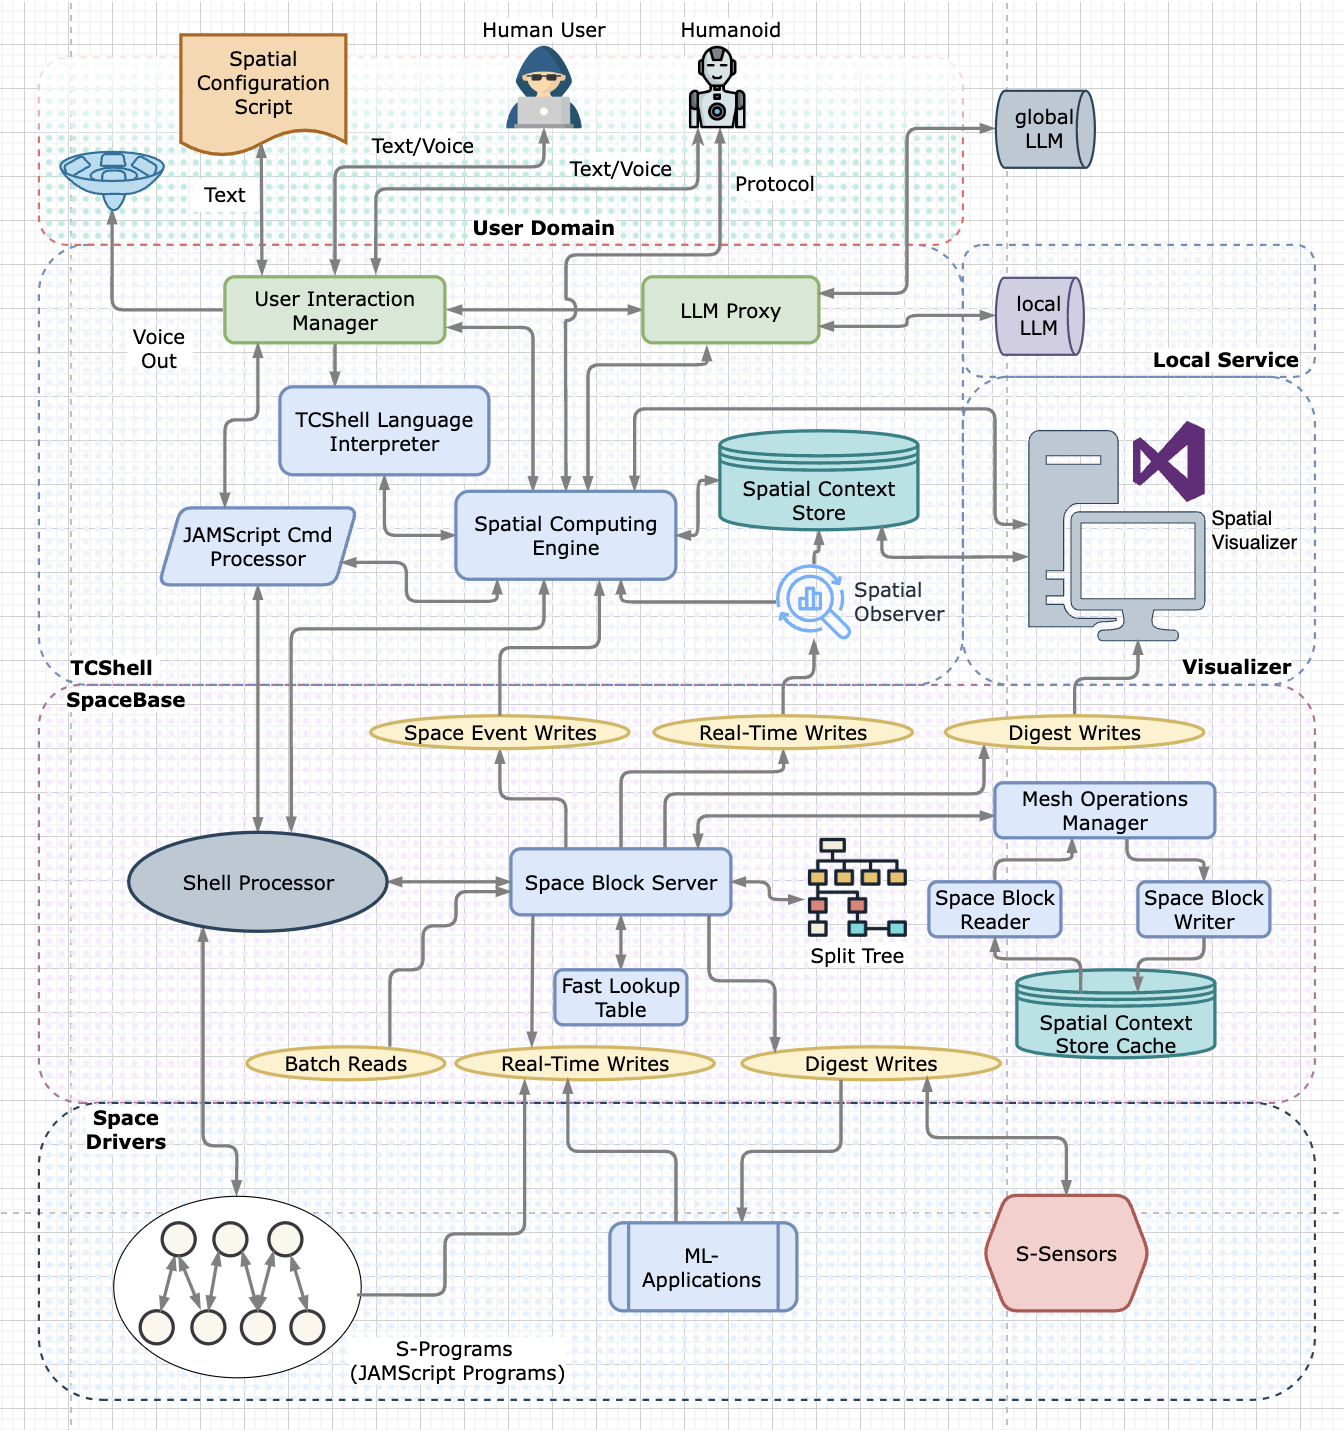 Human User
Humanoid
Spatial
Configuration
Script
global
LLM
Text/Voice
Text/Voice
Protocol
Text
User Domain
User Interaction
Manager
LLM Proxy
local
LLM
Voice
Out
Local Service
TCShell Language
Interpreter
Spatial Context
Store
JAMScript Cmd
Processor
Spatial Computing
Engine
Spatial
Visualizer
Spatial
Observer
TCShell
Visualizer
SpaceBase
Space Event Writes
Real-Time Writes
Digest Writes
Mesh Operations
Manager
Shell Processor
Space Block Server
Split Tree
Space Block
Reader
Space Block
Writer
Fast Lookup
Table
Spatial Context
Store Cache
Batch Reads
Real-Time Writes
Digest Writes
Space
Drivers
ML-
Applications
S-Sensors
S-Programs
(JAMScript Programs)